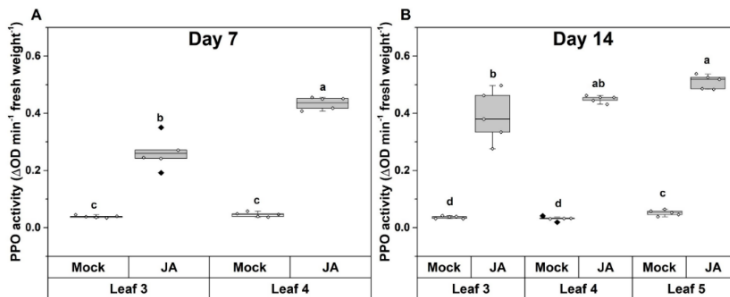 A
Day 7
PPO activity (ΔOD min⁻¹ fresh weight⁻¹)
0.6
0.4
0.2
0.0
c
b
c
a
Mock
JA
Mock
JA
Leaf 3
Leaf 4
B
Day 14
PPO activity (ΔOD min⁻¹ fresh weight⁻¹)
0.6
0.4
0.2
0.0
d
b
d
ab
c
a
Mock
JA
Mock
JA
Mock
JA
Leaf 3
Leaf 4
Leaf 5